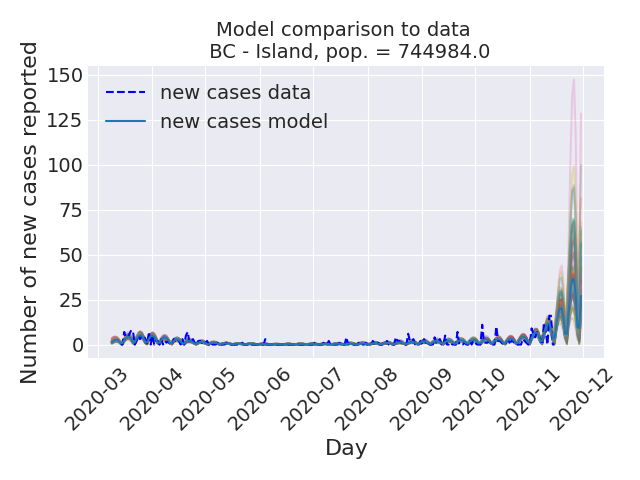 Model comparison to data
BC - Island, pop. = 744984.0
Number of new cases reported
150
125
100
75
50
25
0
new cases data
new cases model
2020-03
2020-04
2020-05
2020-06
2020-07
2020-08
2020-09
2020-10
2020-11
2020-12
Day